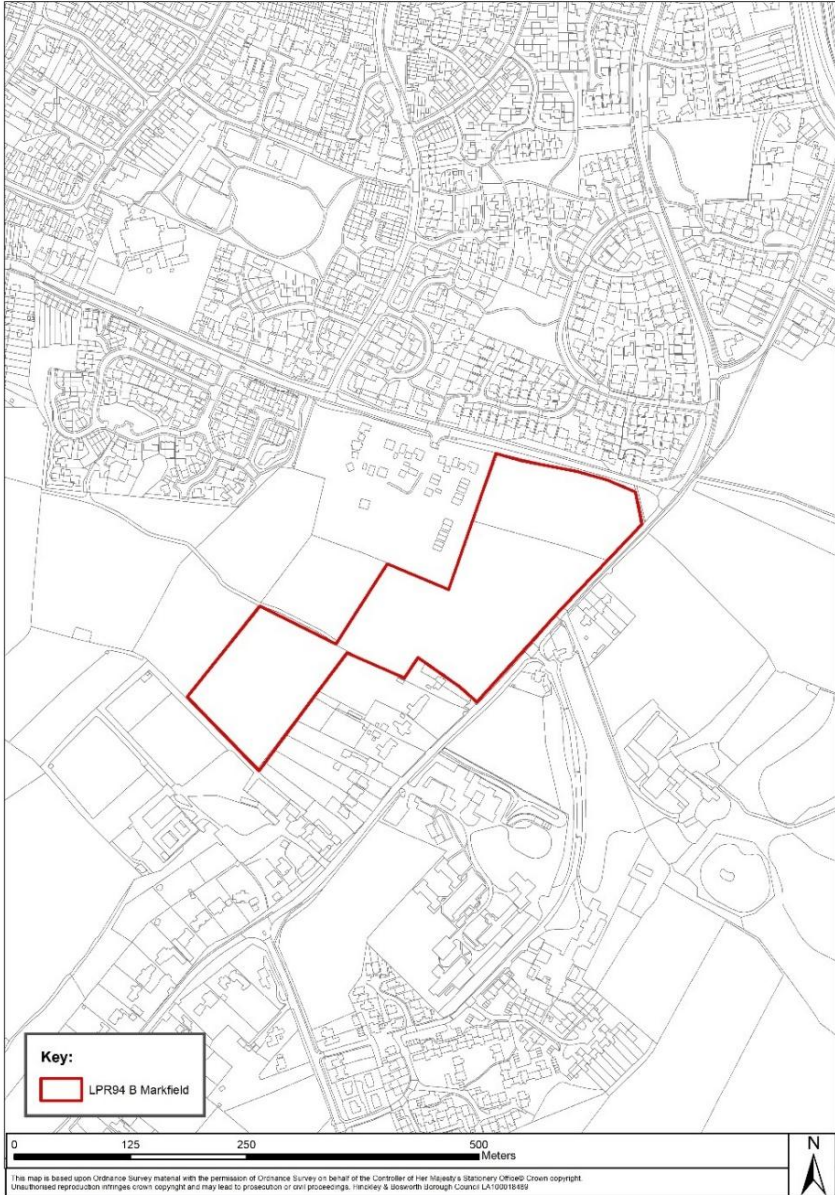 Key:
LPR94 B Markfield
0 125 250 500
Meters
N
This map is based upon Ordnance Survey material with the permission of Ordnance Survey on behalf of the Controller of Her Majesty's Stationery Office© Crown copyright.
Unauthorised reproduction infringes crown copyright and may lead to prosecution or civil proceedings. Hinckley & Bosworth Borough Council LA100018489